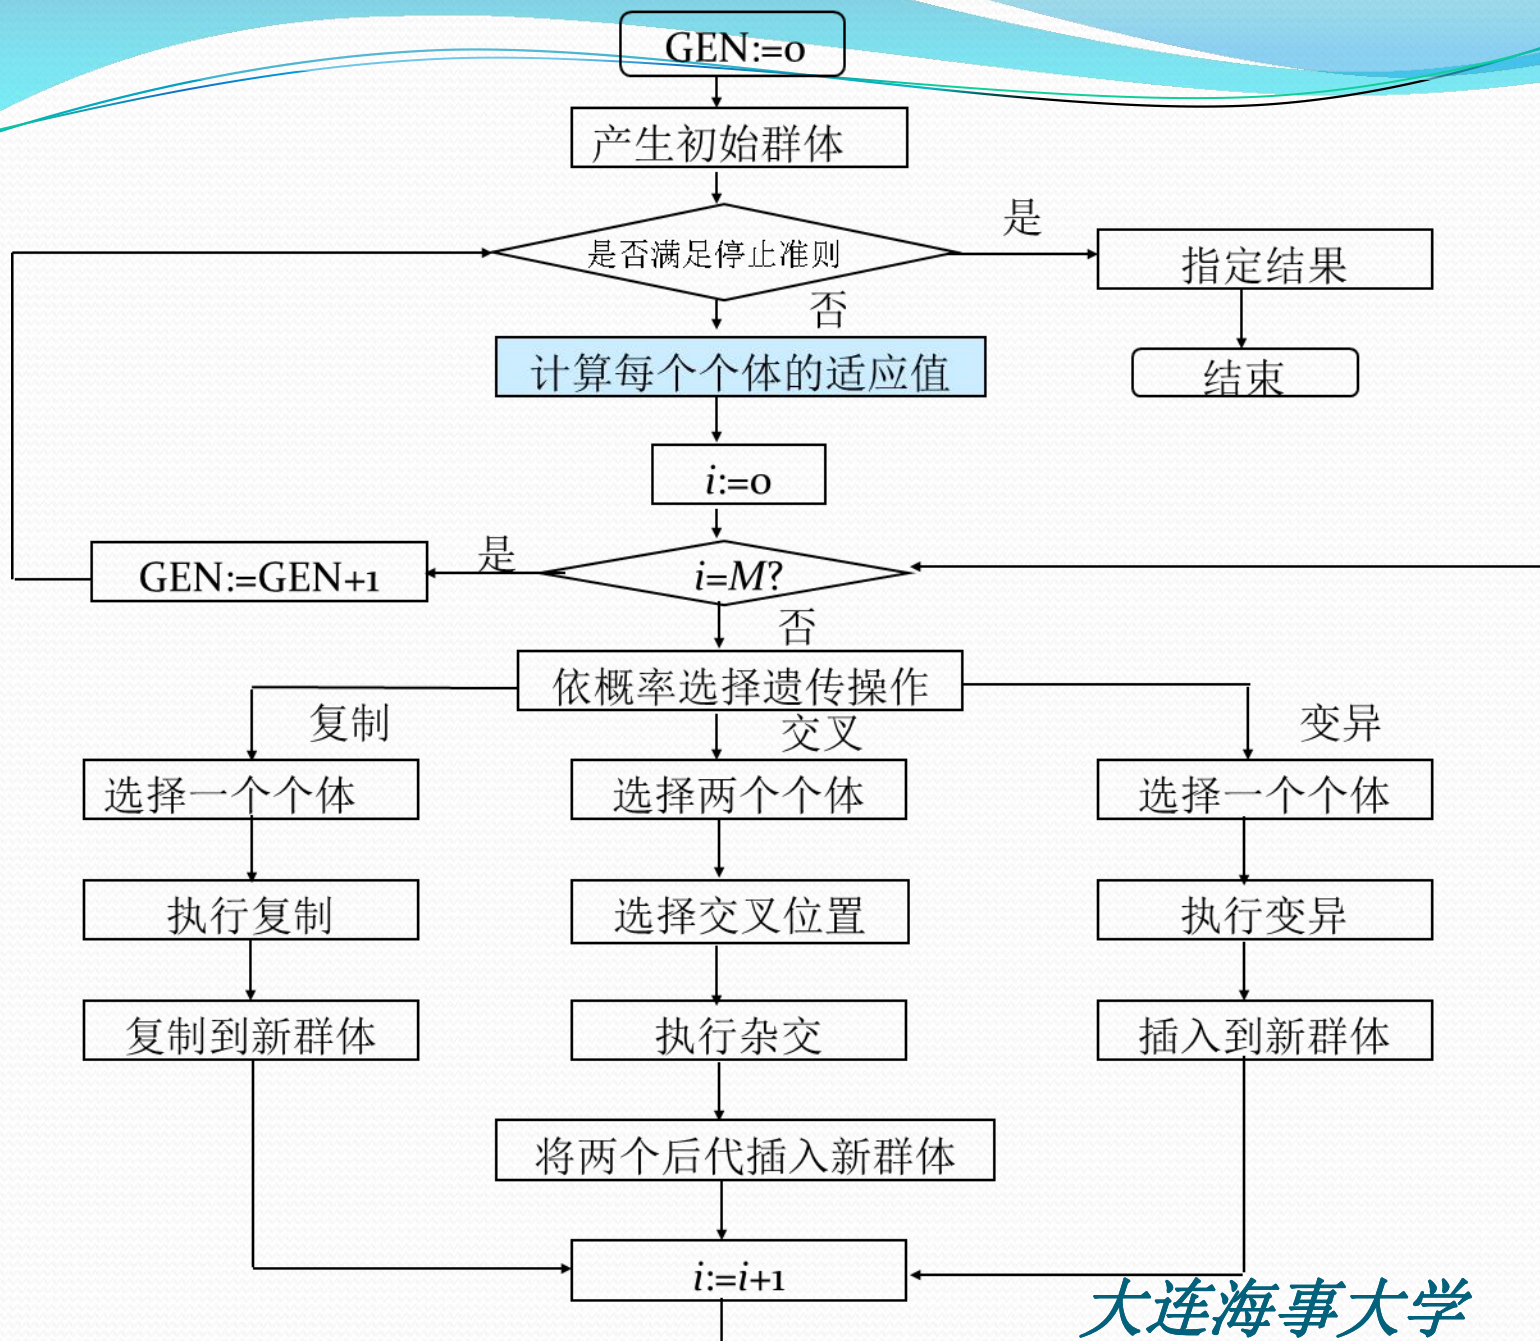 GEN:=0
产生初始群体
是否满足停止准则
是
指定结果
否
计算每个个体的适应值
结束
i:=0
GEN:=GEN+1
是
i=M?
否
依概率选择遗传操作
复制
交叉
变异
选择一个个体
选择两个个体
选择一个个体
执行复制
选择交叉位置
执行变异
复制到新群体
执行杂交
插入到新群体
将两个后代插入新群体
i:=i+1
大连海事大学